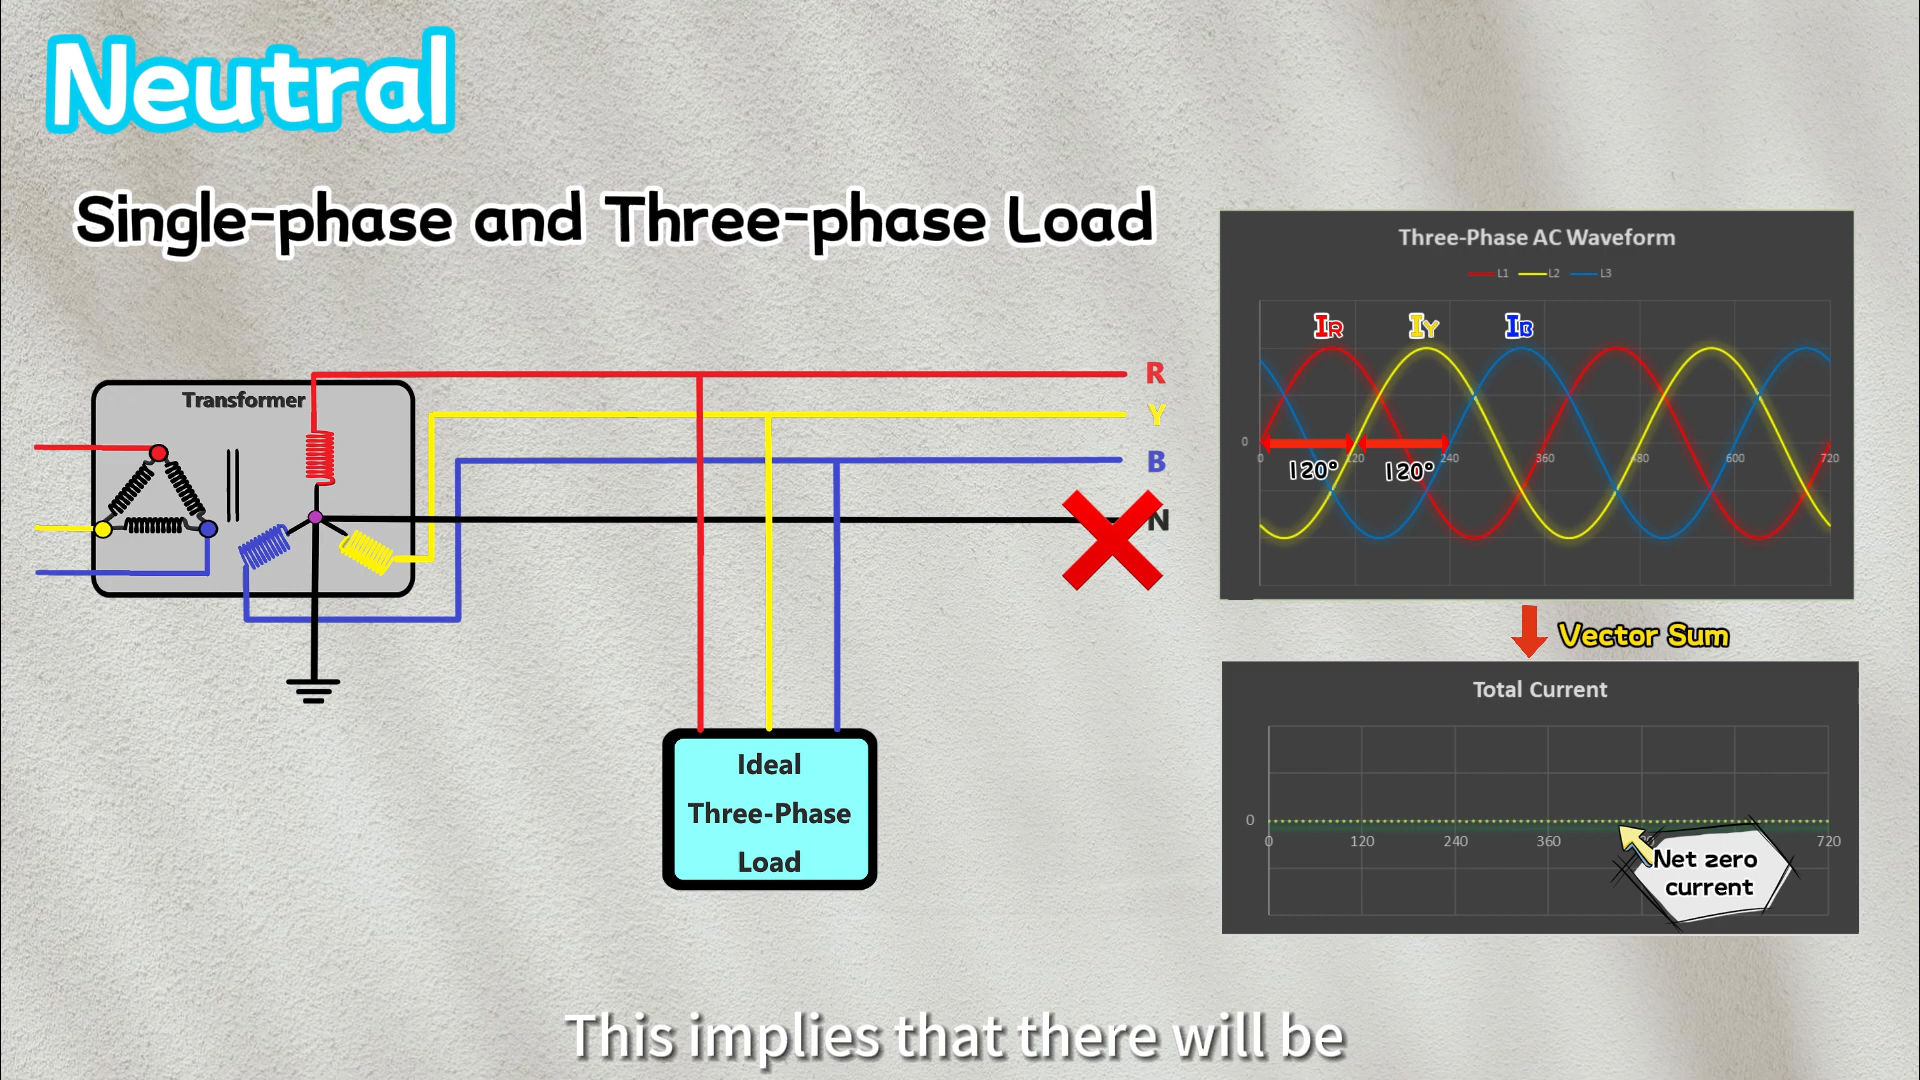 Neutral
Single-phase and Three-phase Load
Transformer
R
Y
B
N
Ideal
Three-Phase
Load
Three-Phase AC Waveform
L1 L2 L3
IR IY IB
0
0 120 240 360 480 600 720
120° 120°
Vector Sum
Total Current
0
0 120 240 360 720
Net zero
current
This implies that there will be